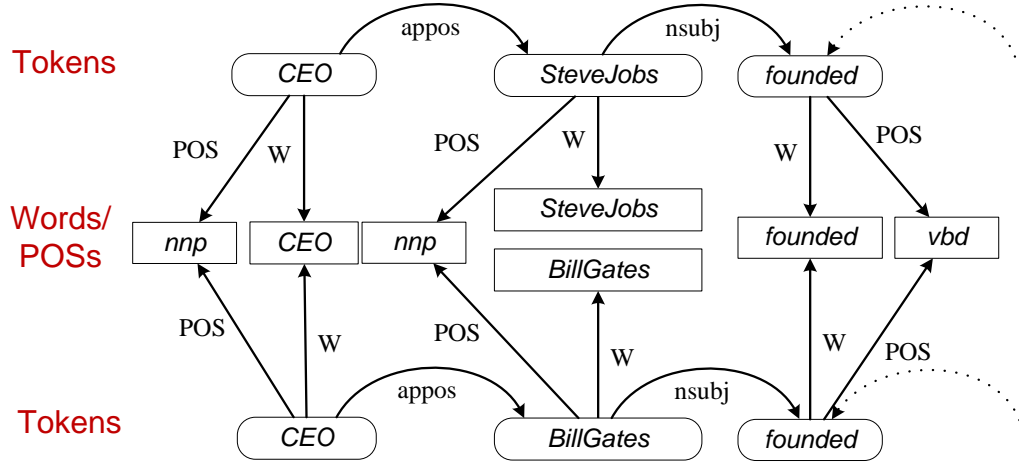 appos
nsubj
Tokens
CEO
SteveJobs
founded
POS
W
POS
W
W
POS
Words/
POSs
nnp
CEO
nnp
SteveJobs
BillGates
founded
vbd
POS
W
POS
W
W
POS
appos
nsubj
Tokens
CEO
BillGates
founded